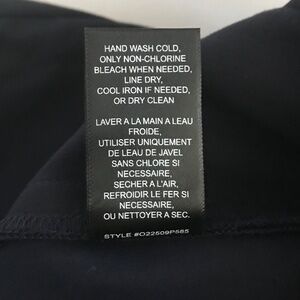 HAND WASH COLD,
ONLY NON-CHLORINE
BLEACH WHEN NEEDED,
LINE DRY,
COOL IRON IF NEEDED,
OR DRY CLEAN
LAVER A LA MAIN A LEAU
FROIDE,
UTILISER UNIQUEMENT
DE LEAU DE JAVEL
SANS CHLORE SI
NECESSAIRE,
SECHER A L'AIR,
REFROIDIR LE FER SI
NECESSAIRE,
OU NETTOYER A SEC.
STYLE #O22509P585